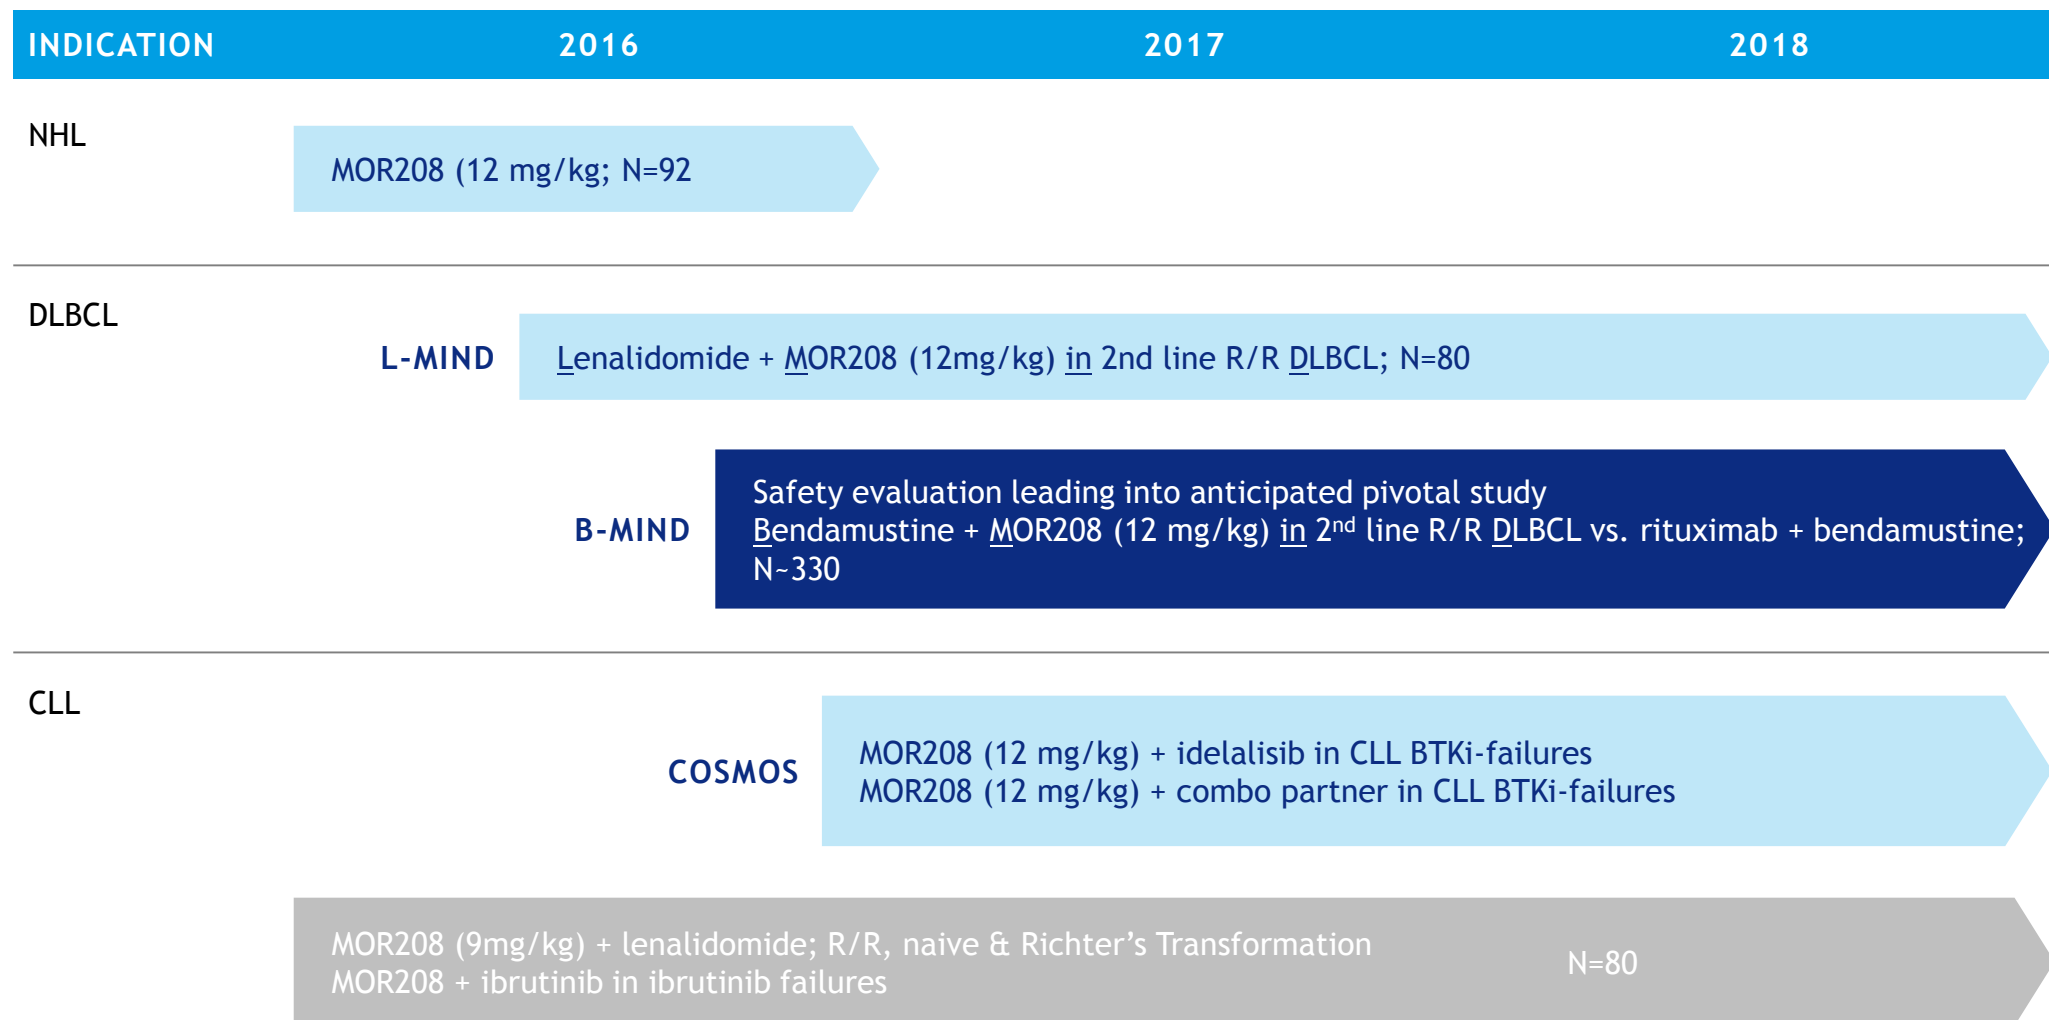 INDICATION 2016 2017 2018
NHL
MOR208 (12 mg/kg; N=92
DLBCL
L-MIND
Lenalidomide + MOR208 (12mg/kg) in 2nd line R/R DLBCL; N=80
B-MIND
Safety evaluation leading into anticipated pivotal study
Bendamustine + MOR208 (12 mg/kg) in 2nd line R/R DLBCL vs. rituximab + bendamustine;
N~330
CLL
COSMOS
MOR208 (12 mg/kg) + idelalisib in CLL BTKi-failures
MOR208 (12 mg/kg) + combo partner in CLL BTKi-failures
MOR208 (9mg/kg) + lenalidomide; R/R, naive & Richter’s Transformation
MOR208 + ibrutinib in ibrutinib failures
N=80